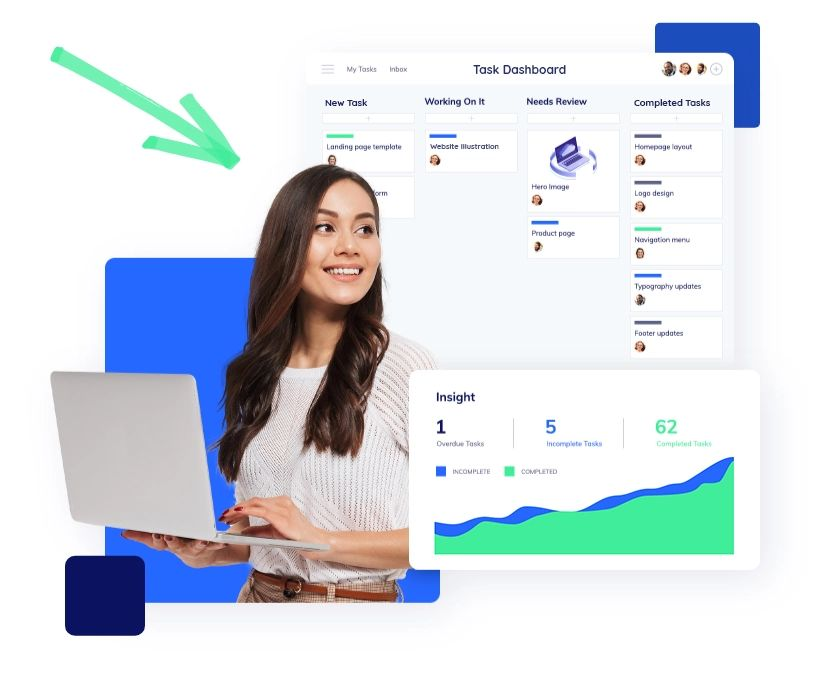 My Tasks
Inbox
Task Dashboard
New Task
Working On It
Needs Review
Completed Tasks
Landing page template
Website Illustration
Homepage layout
Hero Image
Logo design
Product page
Navigation menu
Typography updates
Footer updates
Insight
1
5
62
Overdue Tasks
Incomplete Tasks
Completed Tasks
INCOMPLETE
COMPLETED